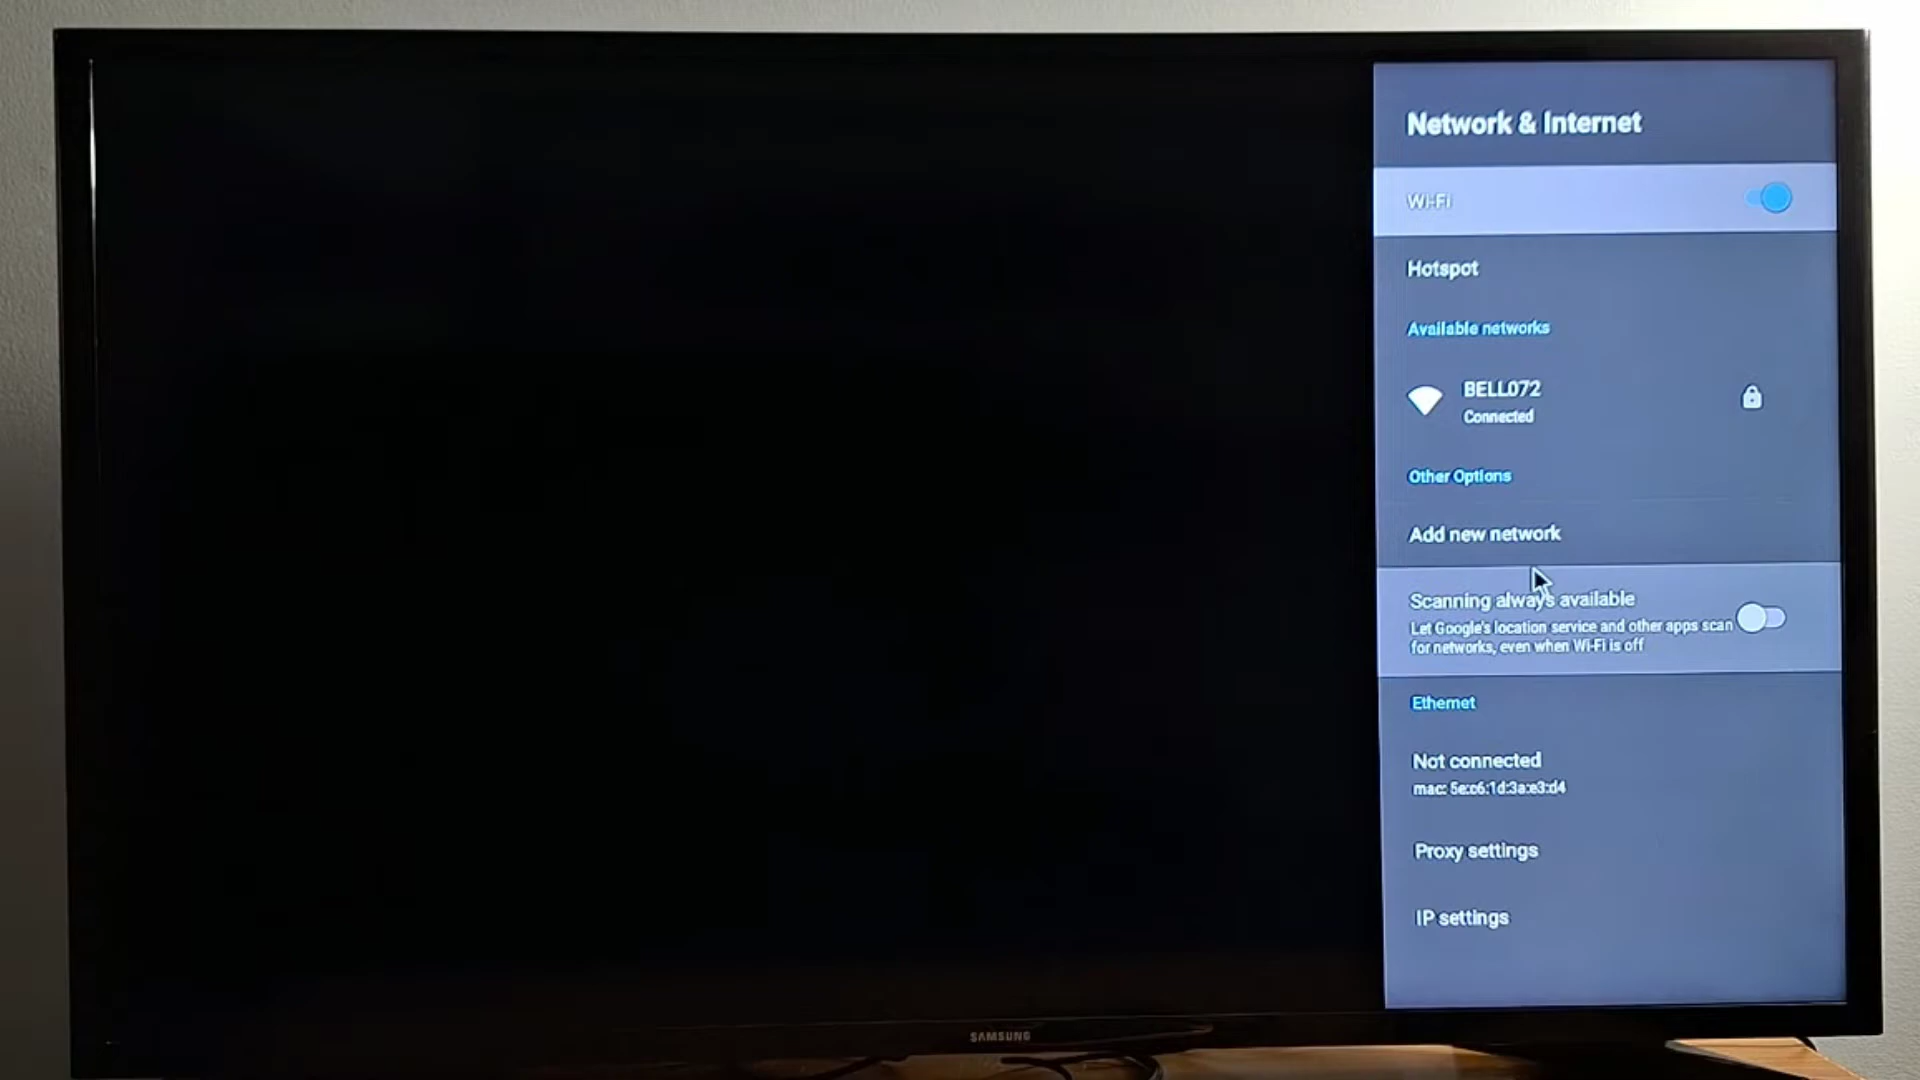 Network & Internet
Wi-Fi
Hotspot
Available networks
BELL072
Connected
Other Options
Add new network
Scanning always available
Let Google's location service and other apps scan
for networks, even when Wi-Fi is off
Ethernet
Not connected
mac: 5e:c6:1d:3a:e3:d4
Proxy settings
IP settings
SAMSUNG